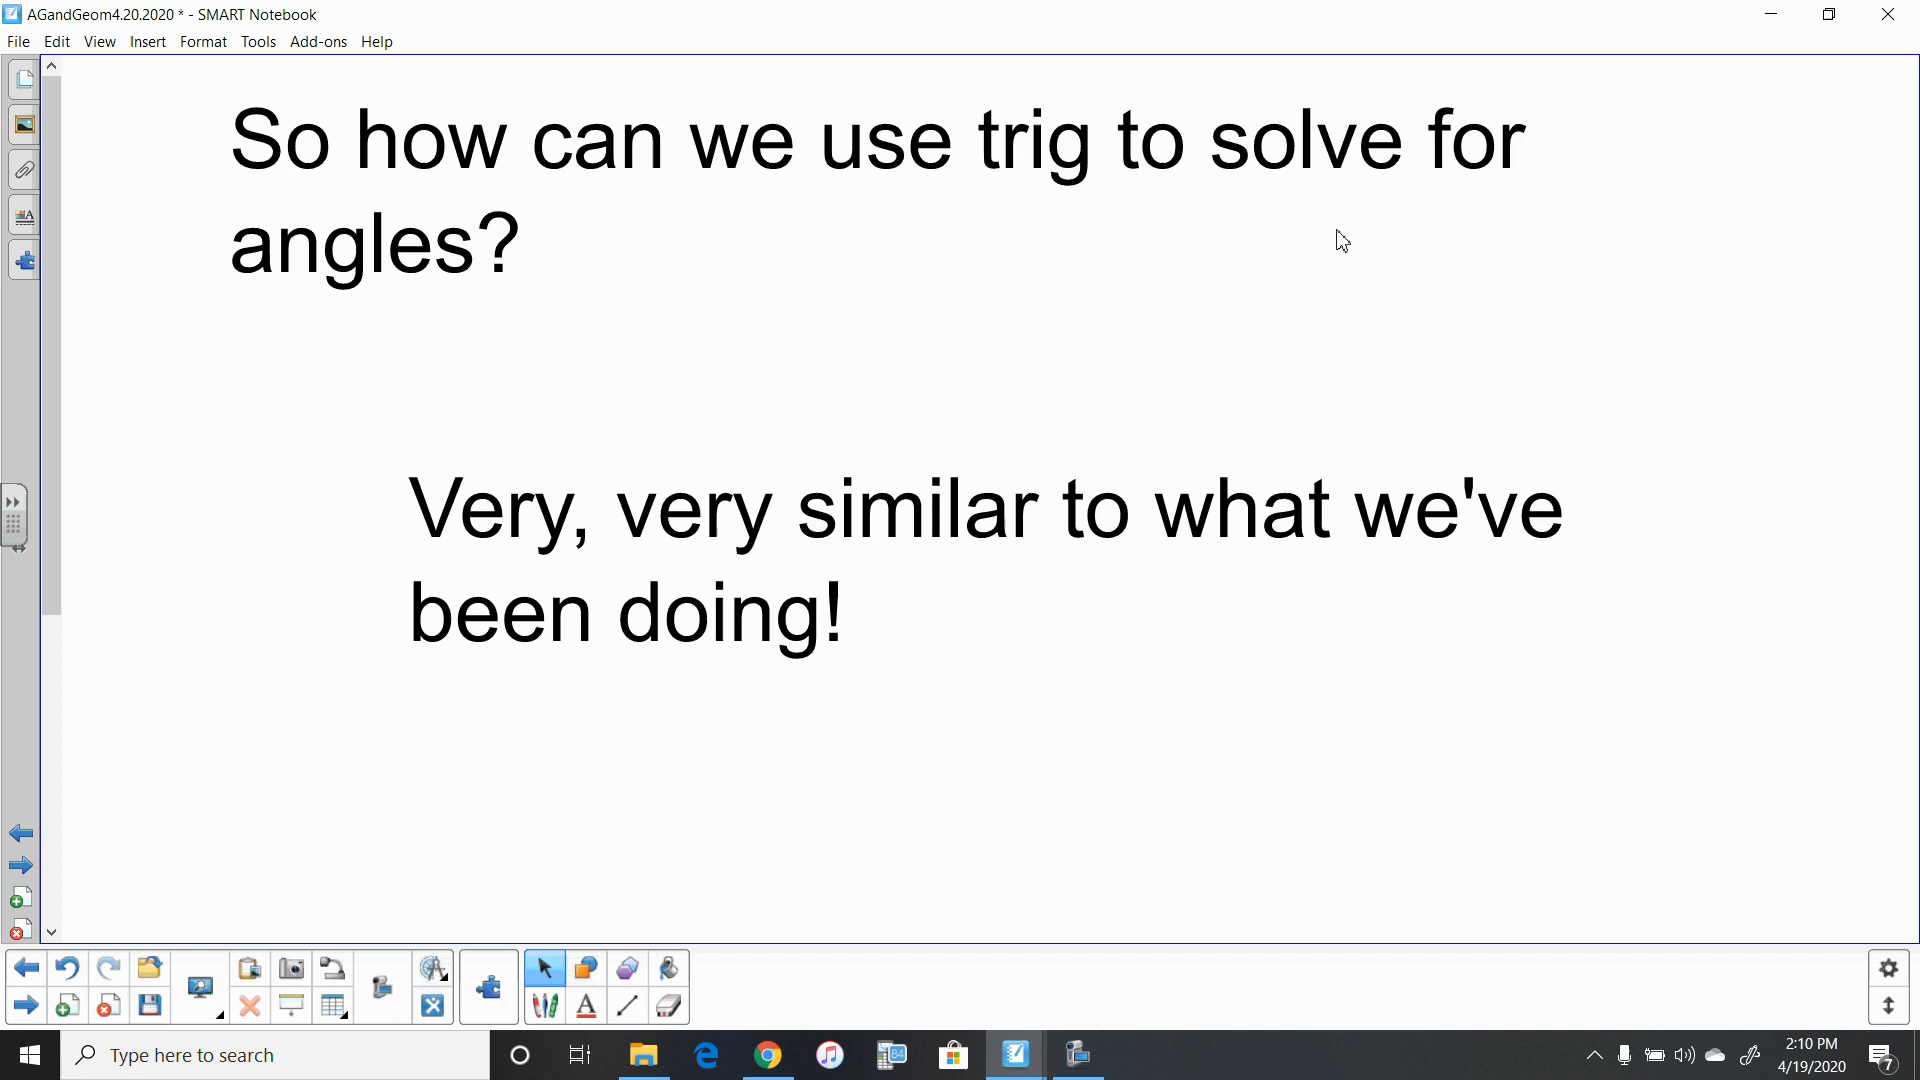 AGandGeom4.20.2020 * - SMART Notebook
File Edit View Insert Format Tools Add-ons Help
So how can we use trig to solve for
angles?
Very, very similar to what we've
been doing!
Type here to search
84
2:10 PM
4/19/2020
7